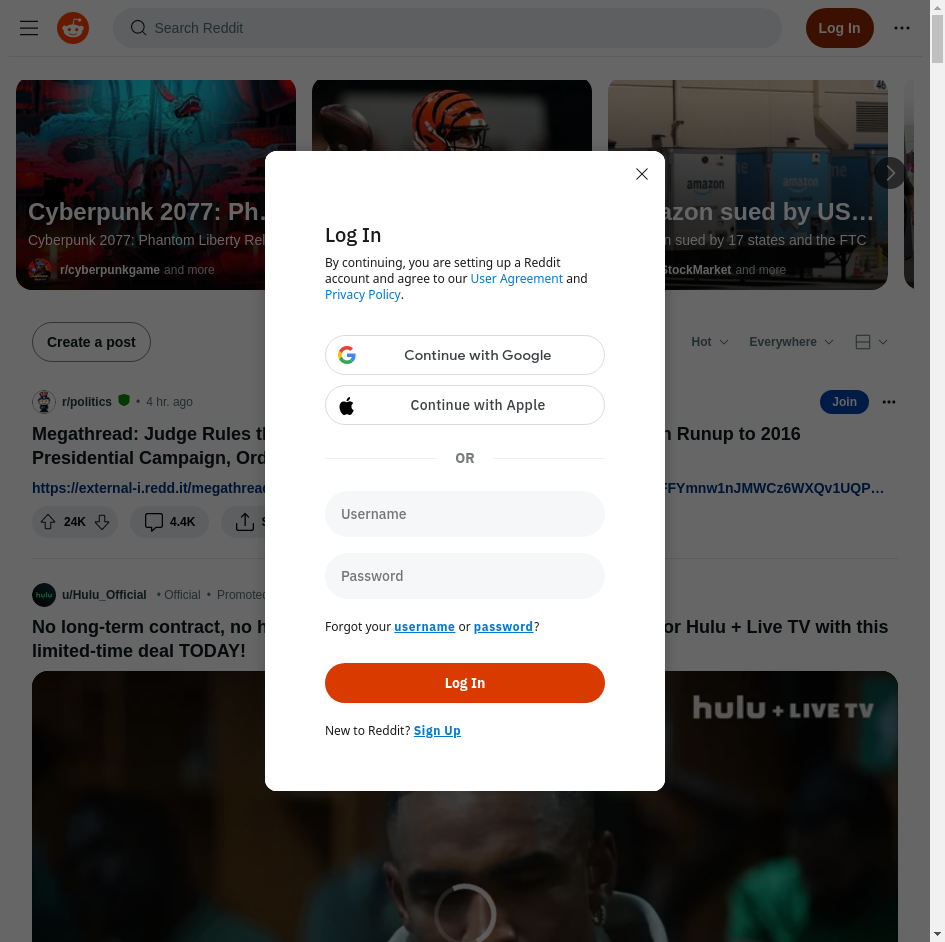 Search Reddit
Log In
46
amazon
amazon
Cyberpunk 2077: Ph…
azon sued by US…
Cyberpunk 2077: Phantom Liberty Rel
n sued by 17 states and the FTC
r/cyberpunkgame and more
StockMarket and more
Log In
By continuing, you are setting up a Reddit
account and agree to our User Agreement and
Privacy Policy.
Continue with Google
Continue with Apple
OR
Username
Password
Forgot your username or password?
Log In
New to Reddit? Sign Up
Create a post
Hot
Everywhere
r/politics • 4 hr. ago
Join
Megathread: Judge Rules t
n Runup to 2016
Presidential Campaign, Ord
https://external-i.redd.it/megathread
FYmnw1nJMWCz6WXQv1UQP…
24K
4.4K
hulu
u/Hulu_Official • Official • Promoted
No long-term contract, no h
or Hulu + Live TV with this
limited-time deal TODAY!
hulu + LIVE TV